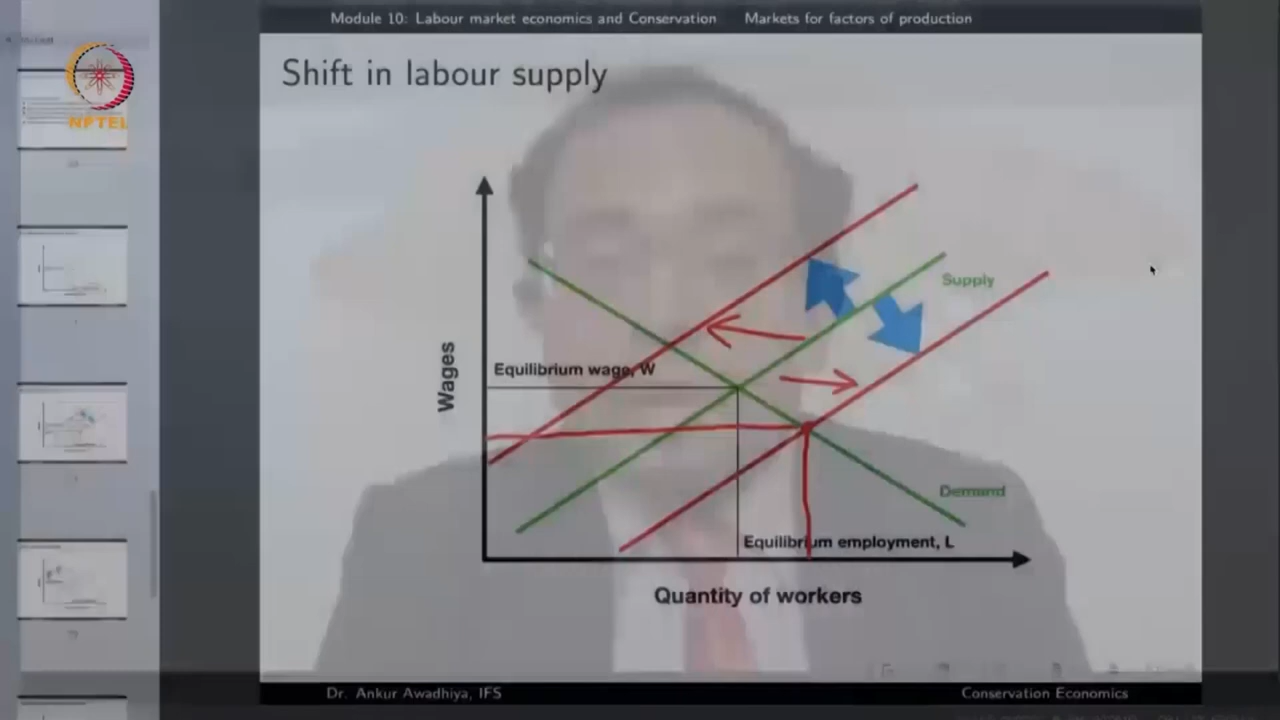 Module 10: Labour market economics and Conservation Markets for factors of production
NPTEL
Shift in labour supply
Supply
Wages
Equilibrium wage, W
Demand
Equilibrium employment, L
Quantity of workers
Dr. Ankur Awadhiya, IFS
Conservation Economics